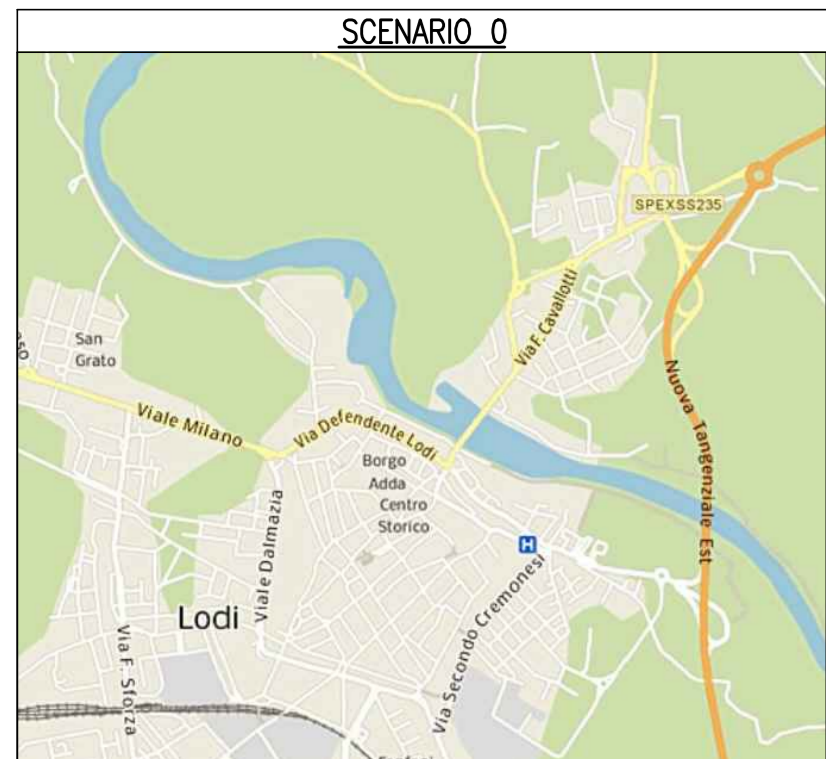 SCENARIO 0
SPEXSS235
Via F. Cavallotti
San
Grato
Viale Milano
Via Defendente Lodi
Nuova Tangenziale Est
Borgo
Adda
Centro
Storico
H
Viale Dalmazia
Lodi
Via Secondo Cremonesi
Via F. Sforza